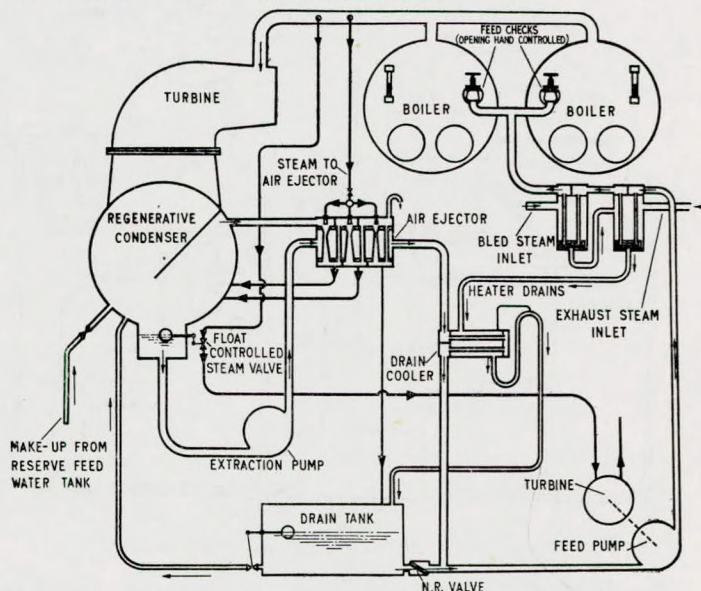 FEED CHECKS
(OPENING HAND CONTROLLED)
TURBINE
BOILER
BOILER
STEAM TO
AIR EJECTOR
REGENERATIVE
CONDENSER
AIR EJECTOR
BLED STEAM
INLET
HEATER DRAINS
EXHAUST STEAM
INLET
FLOAT
CONTROLLED
STEAM VALVE
DRAIN
COOLER
MAKE-UP FROM
RESERVE FEED
WATER TANK
EXTRACTION PUMP
TURBINE
DRAIN TANK
FEED PUMP
N.R. VALVE